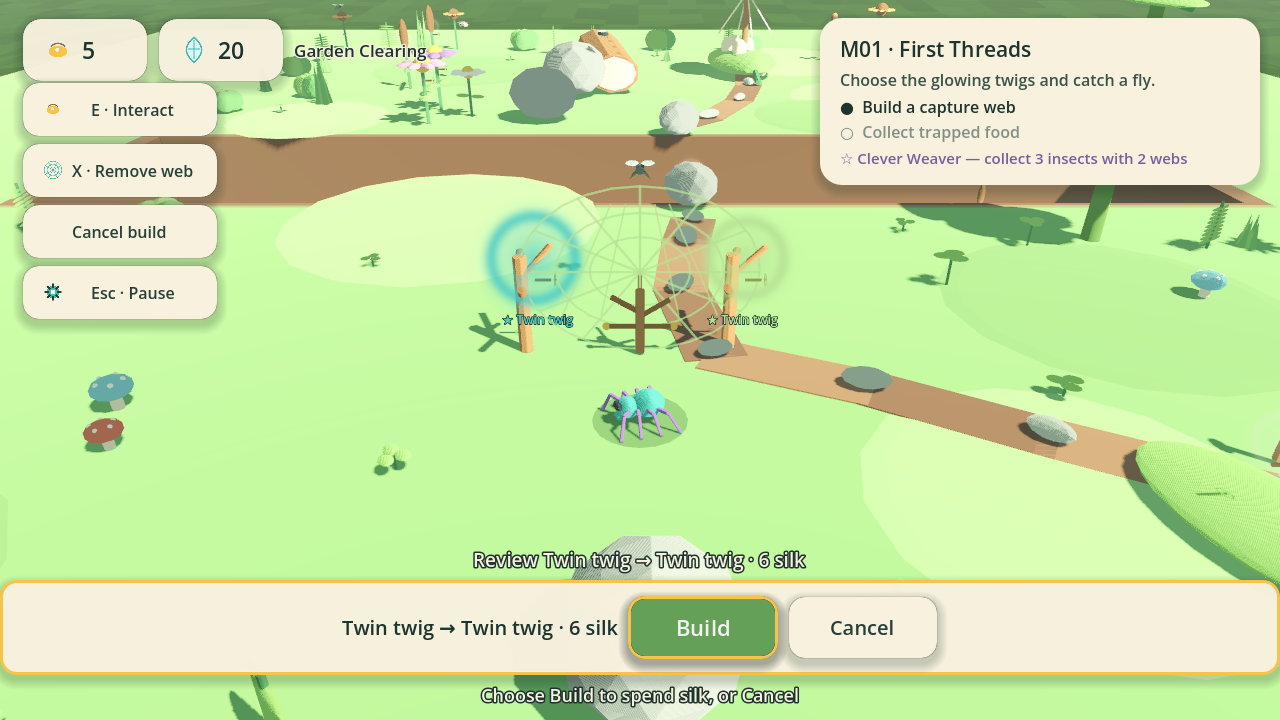 5
20
Garden Clearing
E · Interact
X · Remove web
Cancel build
Esc · Pause
M01 · First Threads
Choose the glowing twigs and catch a fly.
● Build a capture web
○ Collect trapped food
☆ Clever Weaver — collect 3 insects with 2 webs
★ Twin twig
★ Twin twig
Review Twin twig → Twin twig · 6 silk
Twin twig → Twin twig · 6 silk
Build
Cancel
Choose Build to spend silk, or Cancel